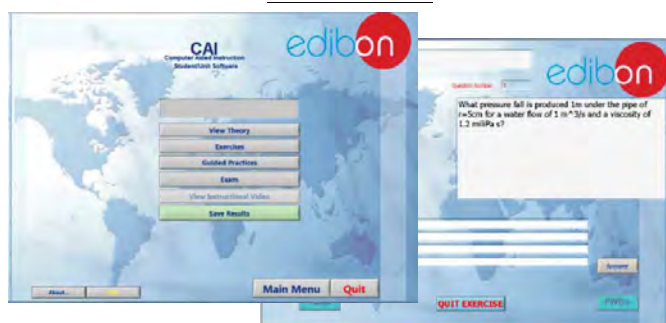 CAI
Computer Aided Instruction
Student/Unit Software
edibon
View Theory
Exercises
Guided Practices
Exam
View Instructional Video
Save Results
About...
Main Menu
Quit
edibon
Question Number
What pressure fall is produced 1m under the pipe of
r=5cm for a water flow of 1 m^3/s and a viscosity of
1.2 miliPa s?
Answer
QUIT EXERCISE